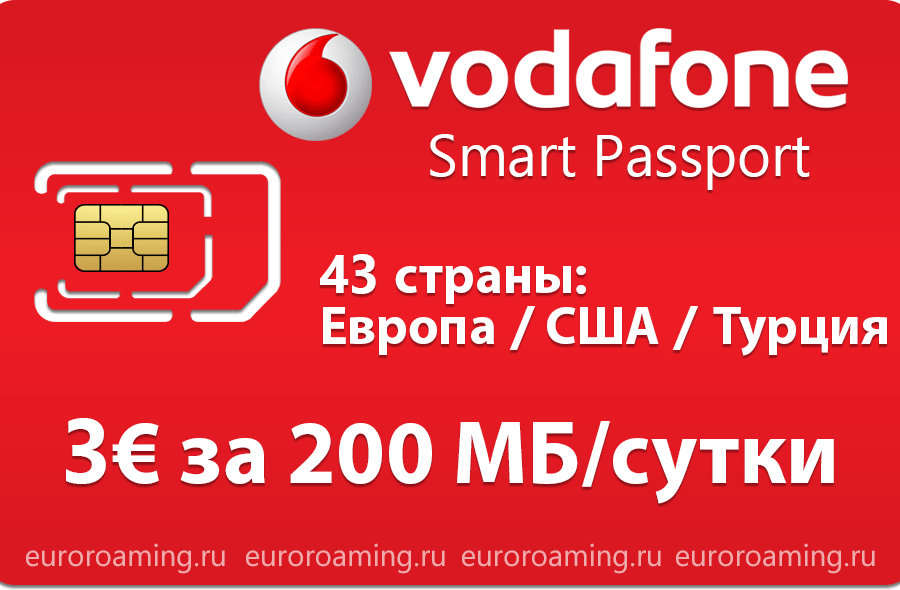 vodafone
Smart Passport
43 страны:
Европа / США / Турция
3€ за 200 МБ/сутки
euroroaming.ru euroroaming.ru euroroaming.ru euroroaming.ru